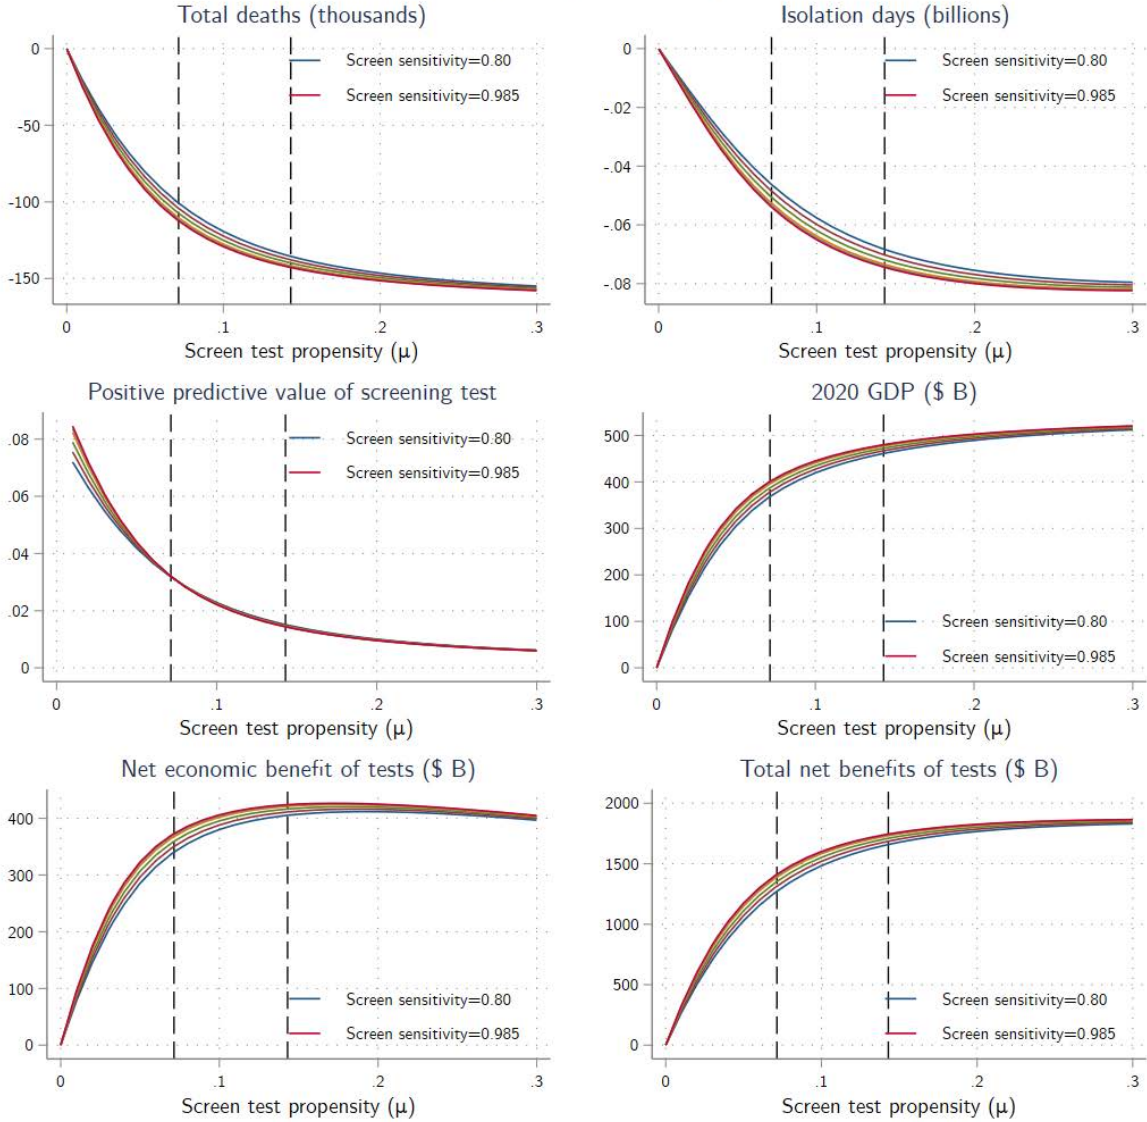 Total deaths (thousands)
0
-50
-100
-150
Screen sensitivity=0.80
Screen sensitivity=0.985
0 .1 .2 .3
Screen test propensity (μ)
Isolation days (billions)
0
-.02
-.04
-.06
-.08
Screen sensitivity=0.80
Screen sensitivity=0.985
0 .1 .2 .3
Screen test propensity (μ)
Positive predictive value of screening test
.08
.06
.04
.02
0
Screen sensitivity=0.80
Screen sensitivity=0.985
0 .1 .2 .3
Screen test propensity (μ)
2020 GDP ($ B)
500
400
300
200
100
0
Screen sensitivity=0.80
Screen sensitivity=0.985
0 .1 .2 .3
Screen test propensity (μ)
Net economic benefit of tests ($ B)
400
300
200
100
0
Screen sensitivity=0.80
Screen sensitivity=0.985
0 .1 .2 .3
Screen test propensity (μ)
Total net benefits of tests ($ B)
2000
1500
1000
500
0
Screen sensitivity=0.80
Screen sensitivity=0.985
0 .1 .2 .3
Screen test propensity (μ)